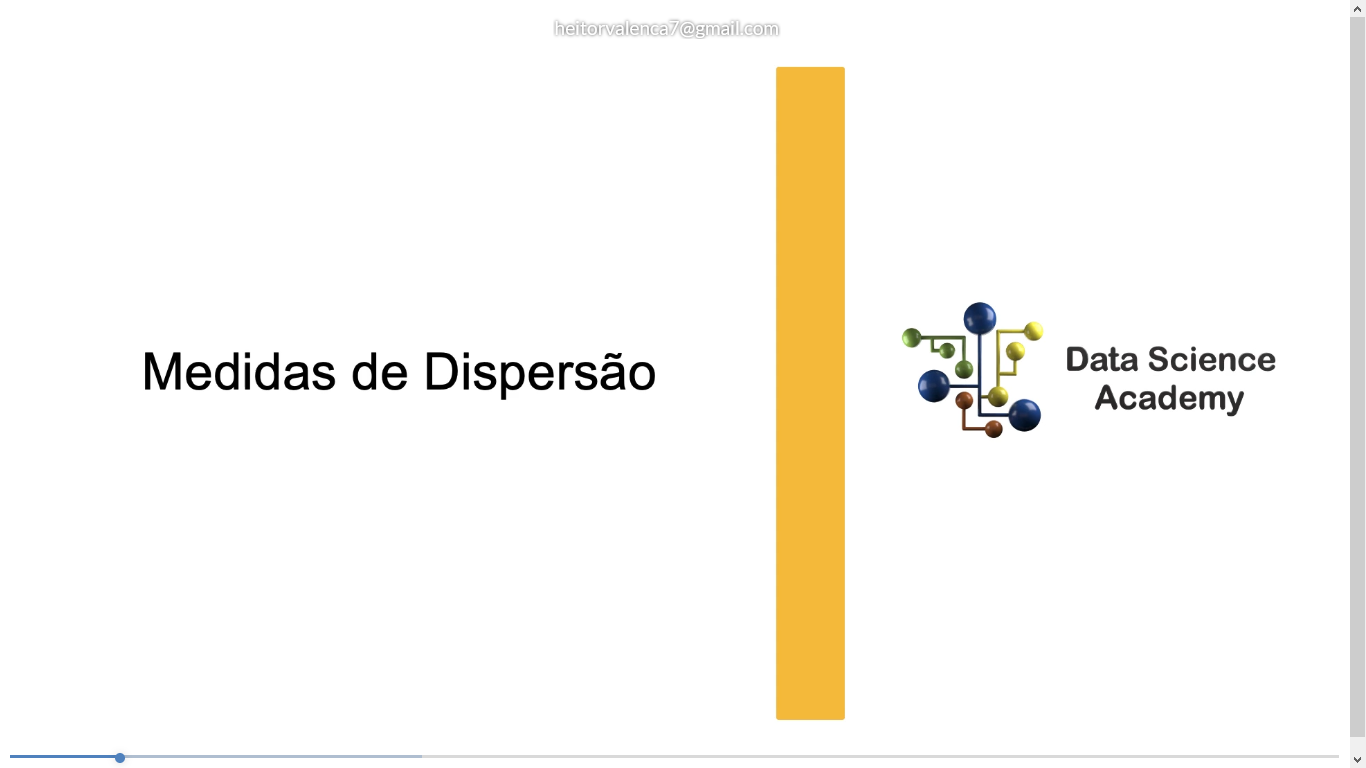 heitorvalenca7@gmail.com
Medidas de Dispersão
Data Science
Academy